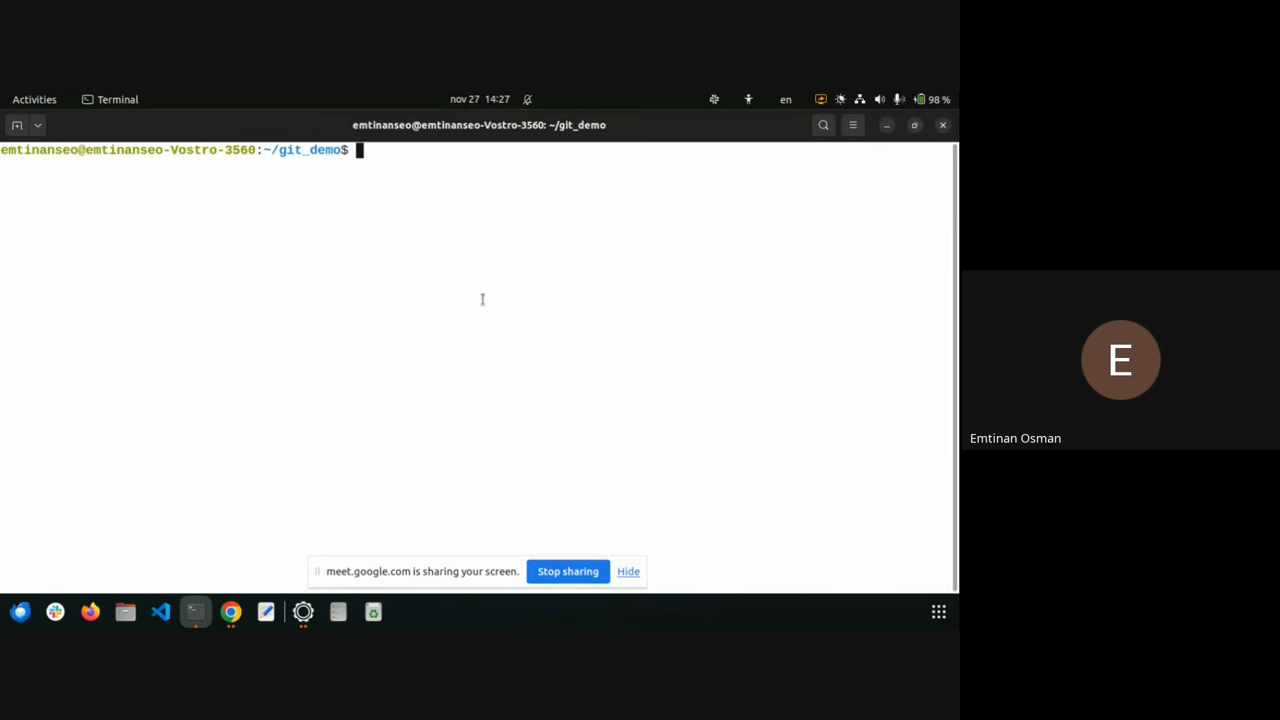 Activities
Terminal
nov 27 14:27
en
98 %
emtinanseo@emtinanseo-Vostro-3560: ~/git_demo
emtinanseo@emtinanseo-Vostro-3560:~/git_demo$
E
Emtinan Osman
meet.google.com is sharing your screen.
Stop sharing
Hide